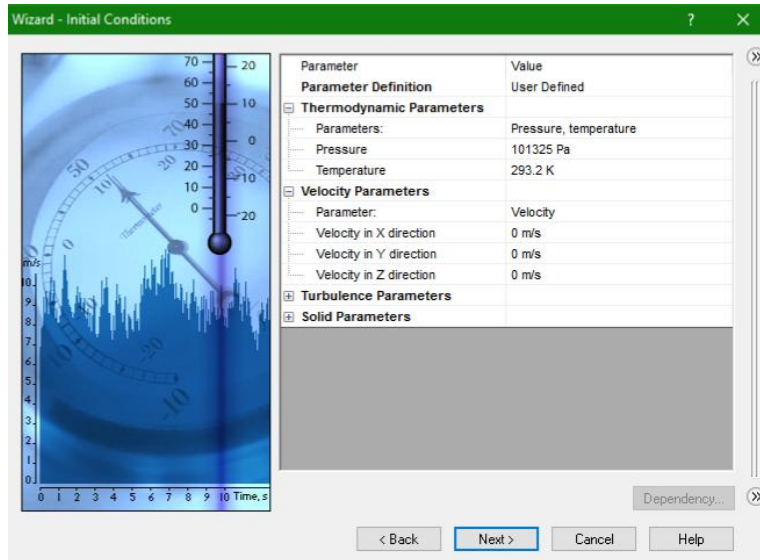 Wizard - Initial Conditions
?
Parameter Value
Parameter Definition User Defined
Thermodynamic Parameters
Parameters: Pressure, temperature
Pressure 101325 Pa
Temperature 293.2 K
Velocity Parameters
Parameter: Velocity
Velocity in X direction 0 m/s
Velocity in Y direction 0 m/s
Velocity in Z direction 0 m/s
Turbulence Parameters
Solid Parameters
70 20
60
50 10
40
30 0
20
10 -10
0 -20
Thermometer
m/s
10
9
8
7
6
5
4
3
2
1
0
0 1 2 3 4 5 6 7 8 9 10 Time, s
Dependency...
< Back Next > Cancel Help